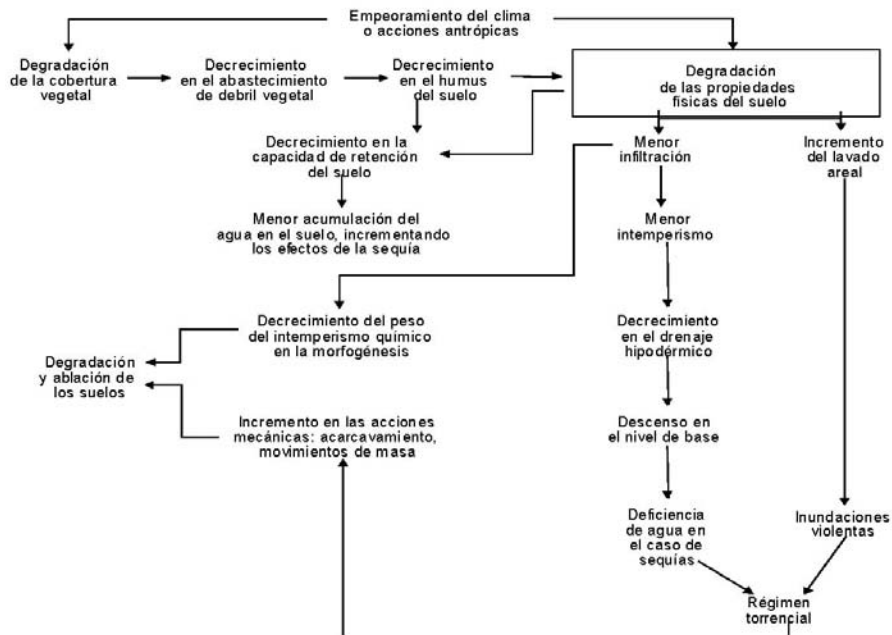 Empeoramiento del clima
o acciones antrópicas
Degradación
de la cobertura
vegetal
Decrecimiento
en el abastecimiento
de debril vegetal
Decrecimiento
en el humus
del suelo
Degradación
de las propiedades
físicas del suelo
Decrecimiento en la
capacidad de retención
del suelo
Menor
infiltración
Incremento
del lavado
areal
Menor acumulación del
agua en el suelo, incrementando
los efectos de la sequía
Menor
intemperismo
Decrecimiento del peso
del intemperismo químico
en la morfogénesis
Decrecimiento
en el drenaje
hipodérmico
Degradación
y ablación de
los suelos
Incremento en las acciones
mecánicas: acarcavamiento,
movimientos de masa
Descenso en
el nivel de base
Deficiencia
de agua en
el caso de
sequías
Inundaciones
violentas
Régimen
torrencial